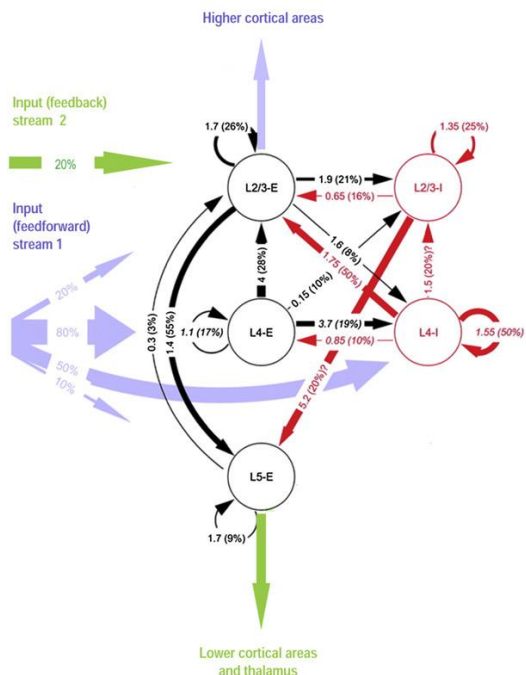 Higher cortical areas
Input (feedback)
stream 2
20%
Input
(feedforward)
stream 1
20%
80%
50%
10%
1.7 (26%)
1.35 (25%)
L2/3-E
1.9 (21%)
0.65 (16%)
L2/3-I
4 (28%)
1.6 (8%)
1.75 (50%)
0.15 (10%)
1.5 (20%)?
0.3 (3%)
1.4 (55%)
1.1 (17%)
L4-E
3.7 (19%)
0.85 (10%)
L4-I
1.55 (50%)
5.2 (20%)?
L5-E
1.7 (9%)
Lower cortical areas
and thalamus